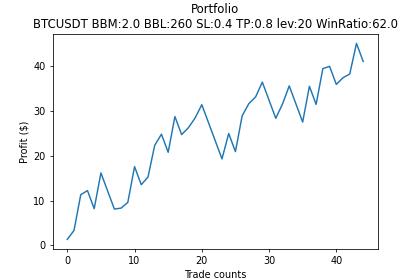 Portfolio
BTCUSDT BBM:2.0 BBL:260 SL:0.4 TP:0.8 lev:20 WinRatio:62.0
40
30
20
10
0
Profit ($)
0 10 20 30 40
Trade counts